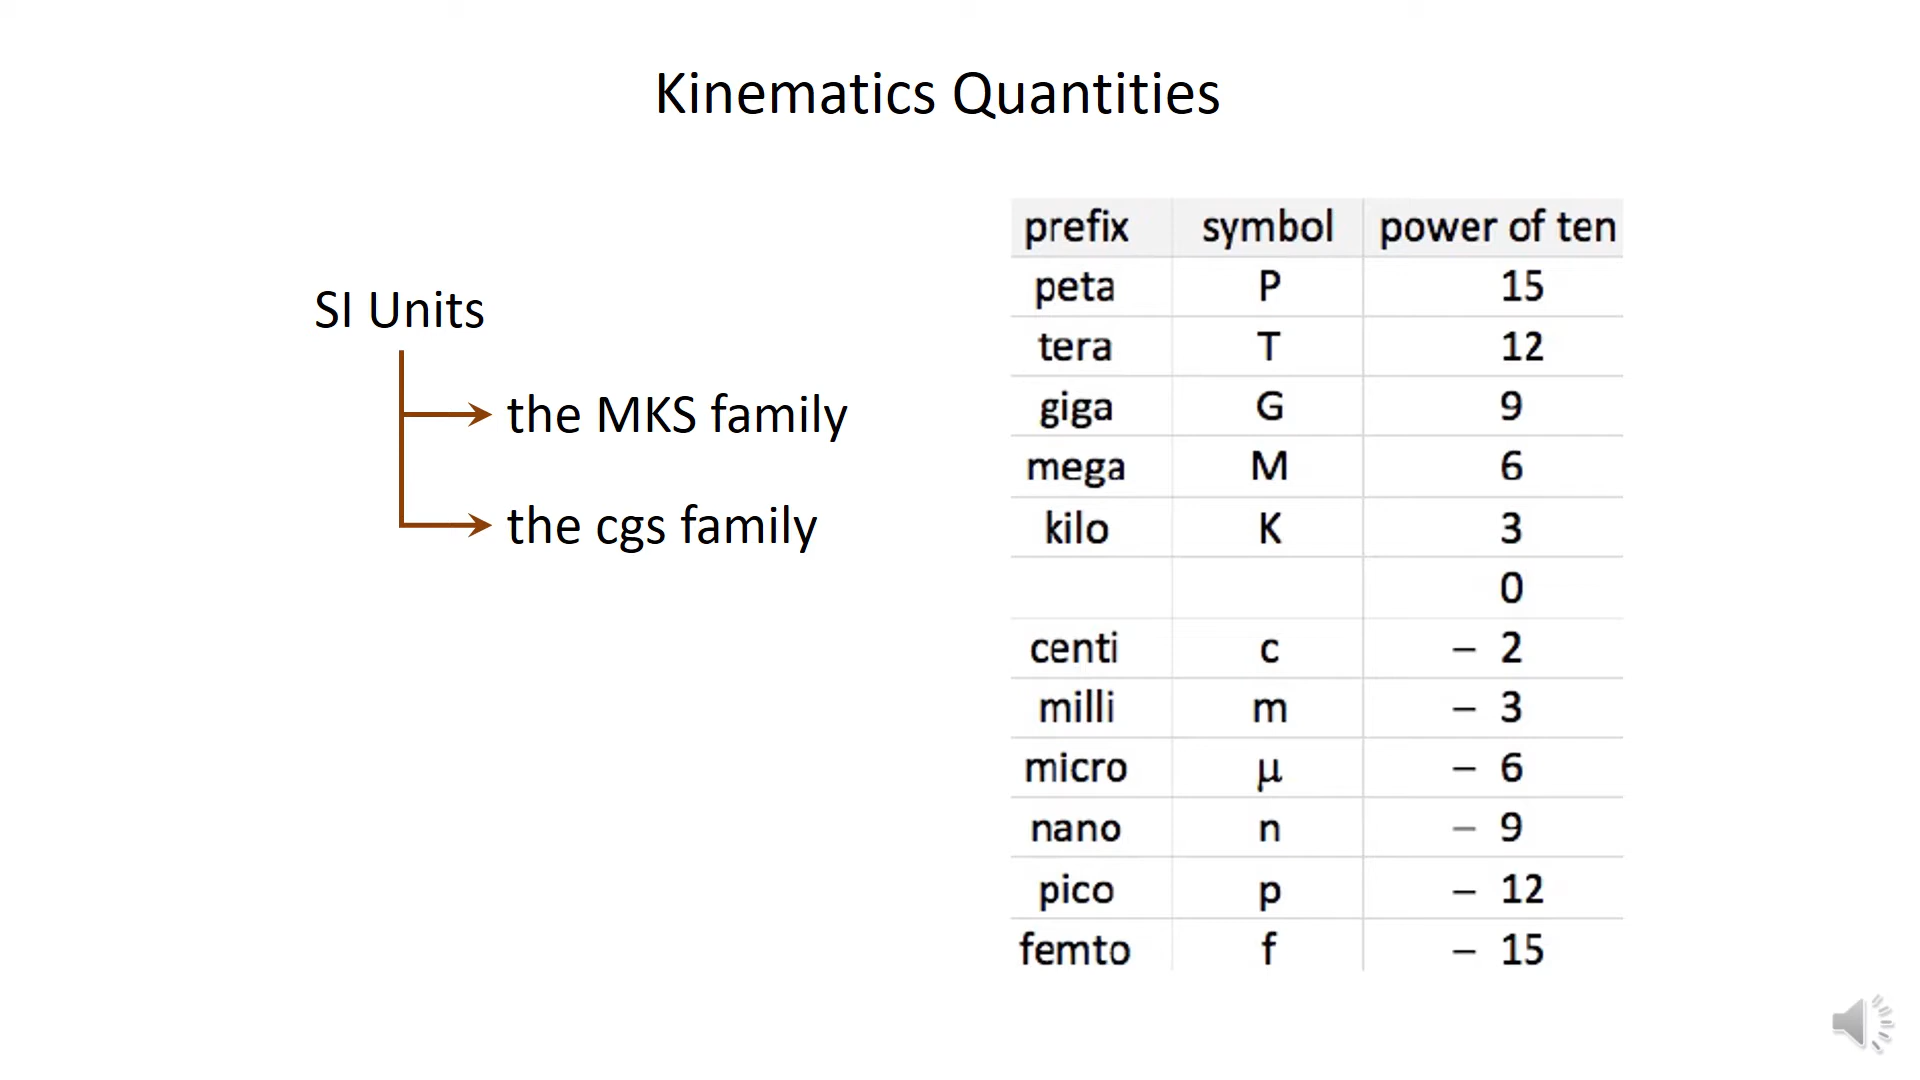 Kinematics Quantities
SI Units
the MKS family
the cgs family
prefix symbol power of ten
peta P 15
tera T 12
giga G 9
mega M 6
kilo K 3
0
centi c – 2
milli m – 3
micro μ – 6
nano n – 9
pico p – 12
femto f – 15